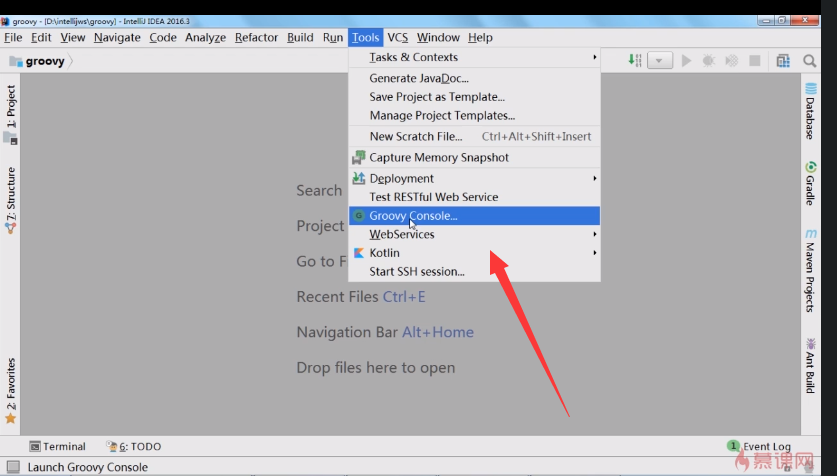 groovy - [D:\intellijws\groovy] - IntelliJ IDEA 2016.3
File Edit View Navigate Code Analyze Refactor Build Run Tools VCS Window Help
groovy
Tasks & Contexts
Generate JavaDoc...
Save Project as Template...
Manage Project Templates...
New Scratch File... Ctrl+Alt+Shift+Insert
Capture Memory Snapshot
Deployment
Test RESTful Web Service
Groovy Console...
WebServices
Kotlin
Start SSH session...
Search
Project
Go to F
Recent Files Ctrl+E
Navigation Bar Alt+Home
Drop files here to open
1: Project
7: Structure
2: Favorites
Database
Gradle
Maven Projects
Ant Build
Terminal 6: TODO 1 Event Log
Launch Groovy Console
慕课网